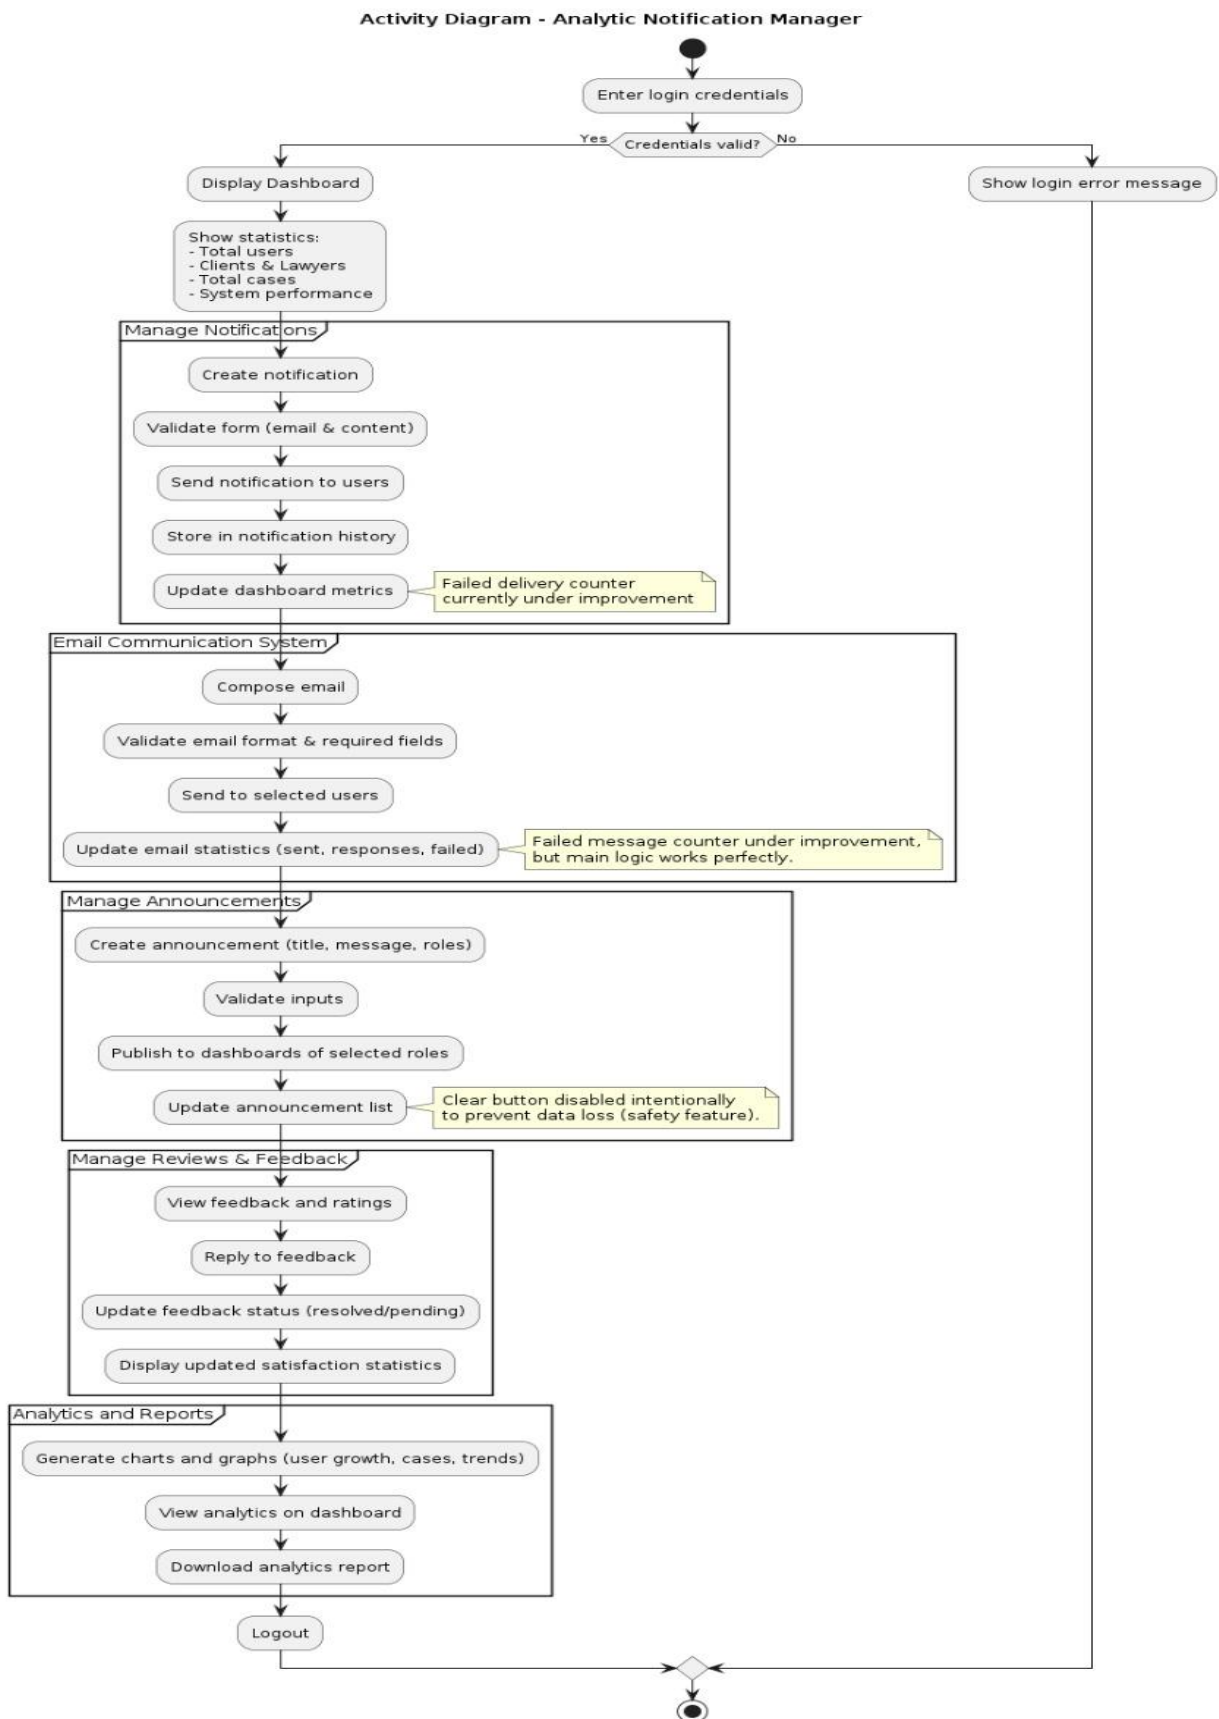 Activity Diagram - Analytic Notification Manager
Enter login credentials
Yes
Credentials valid?
No
Display Dashboard
Show login error message
Show statistics:
- Total users
- Clients & Lawyers
- Total cases
- System performance
Manage Notifications
Create notification
Validate form (email & content)
Send notification to users
Store in notification history
Update dashboard metrics
Failed delivery counter
currently under improvement
Email Communication System
Compose email
Validate email format & required fields
Send to selected users
Update email statistics (sent, responses, failed)
Failed message counter under improvement,
but main logic works perfectly.
Manage Announcements
Create announcement (title, message, roles)
Validate inputs
Publish to dashboards of selected roles
Update announcement list
Clear button disabled intentionally
to prevent data loss (safety feature).
Manage Reviews & Feedback
View feedback and ratings
Reply to feedback
Update feedback status (resolved/pending)
Display updated satisfaction statistics
Analytics and Reports
Generate charts and graphs (user growth, cases, trends)
View analytics on dashboard
Download analytics report
Logout